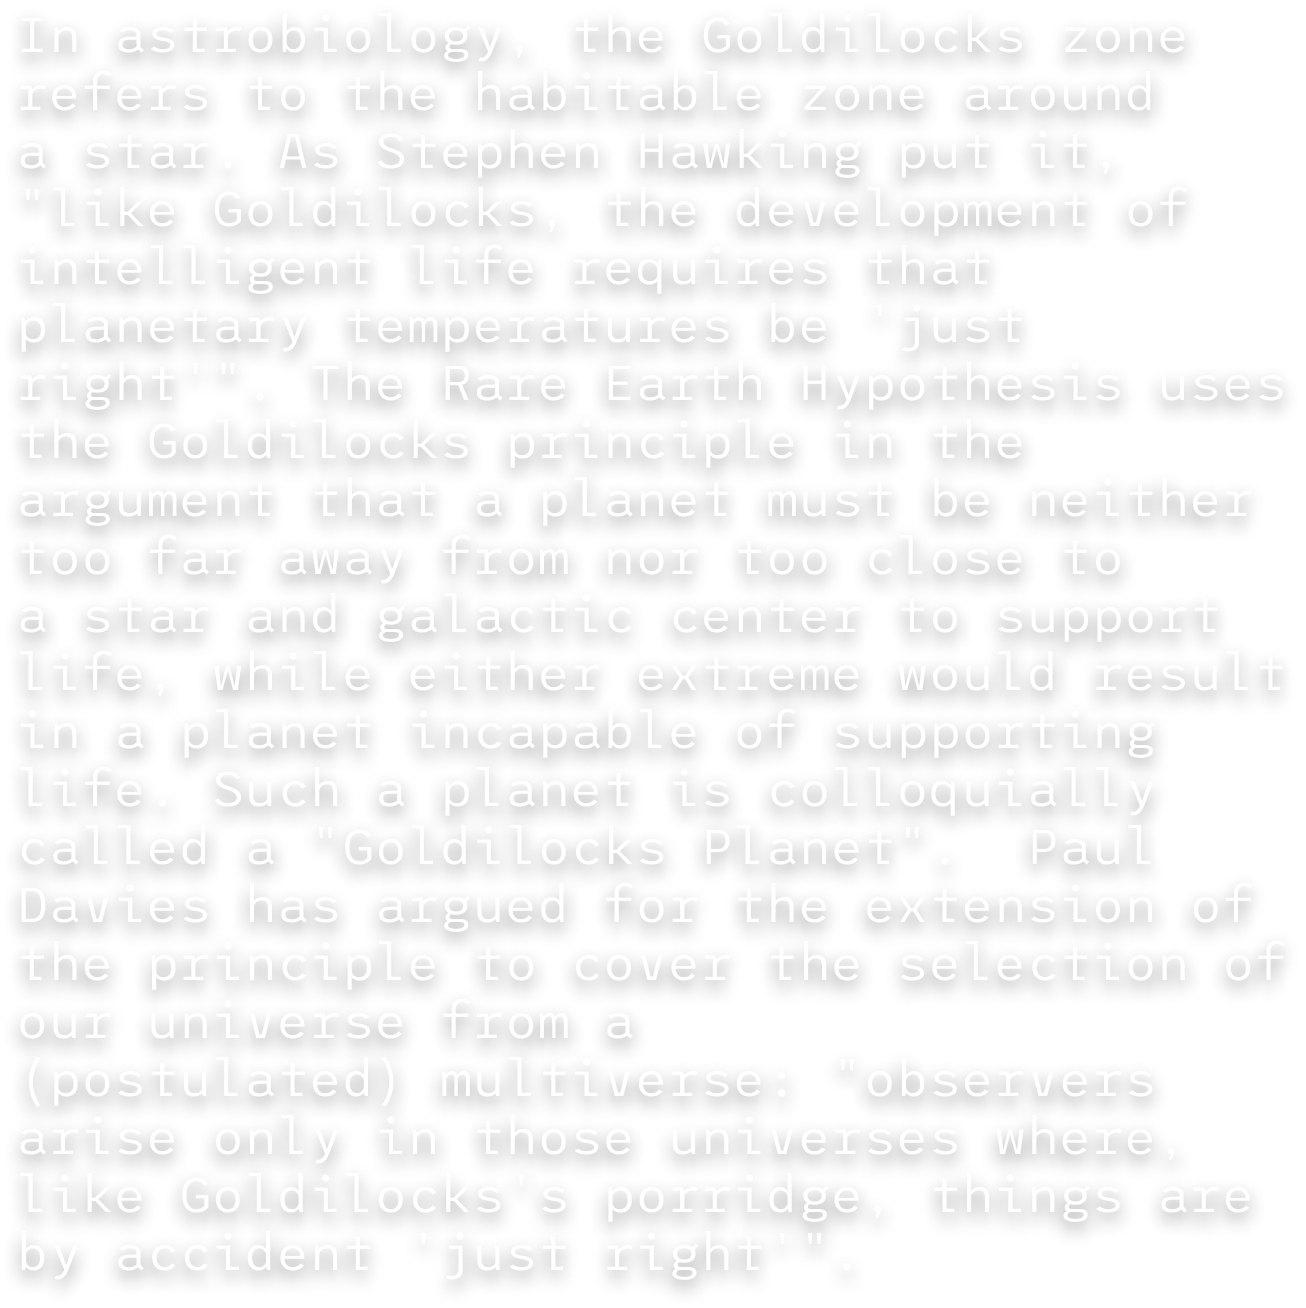 In astrobiology, the Goldilocks zone
refers to the habitable zone around
a star. As Stephen Hawking put it,
"like Goldilocks, the development of
intelligent life requires that
planetary temperatures be 'just
right'". The Rare Earth Hypothesis uses
the Goldilocks principle in the
argument that a planet must be neither
too far away from nor too close to
a star and galactic center to support
life, while either extreme would result
in a planet incapable of supporting
life. Such a planet is colloquially
called a "Goldilocks Planet".  Paul
Davies has argued for the extension of
the principle to cover the selection of
our universe from a
(postulated) multiverse: "observers
arise only in those universes where,
like Goldilocks's porridge, things are
by accident 'just right'".